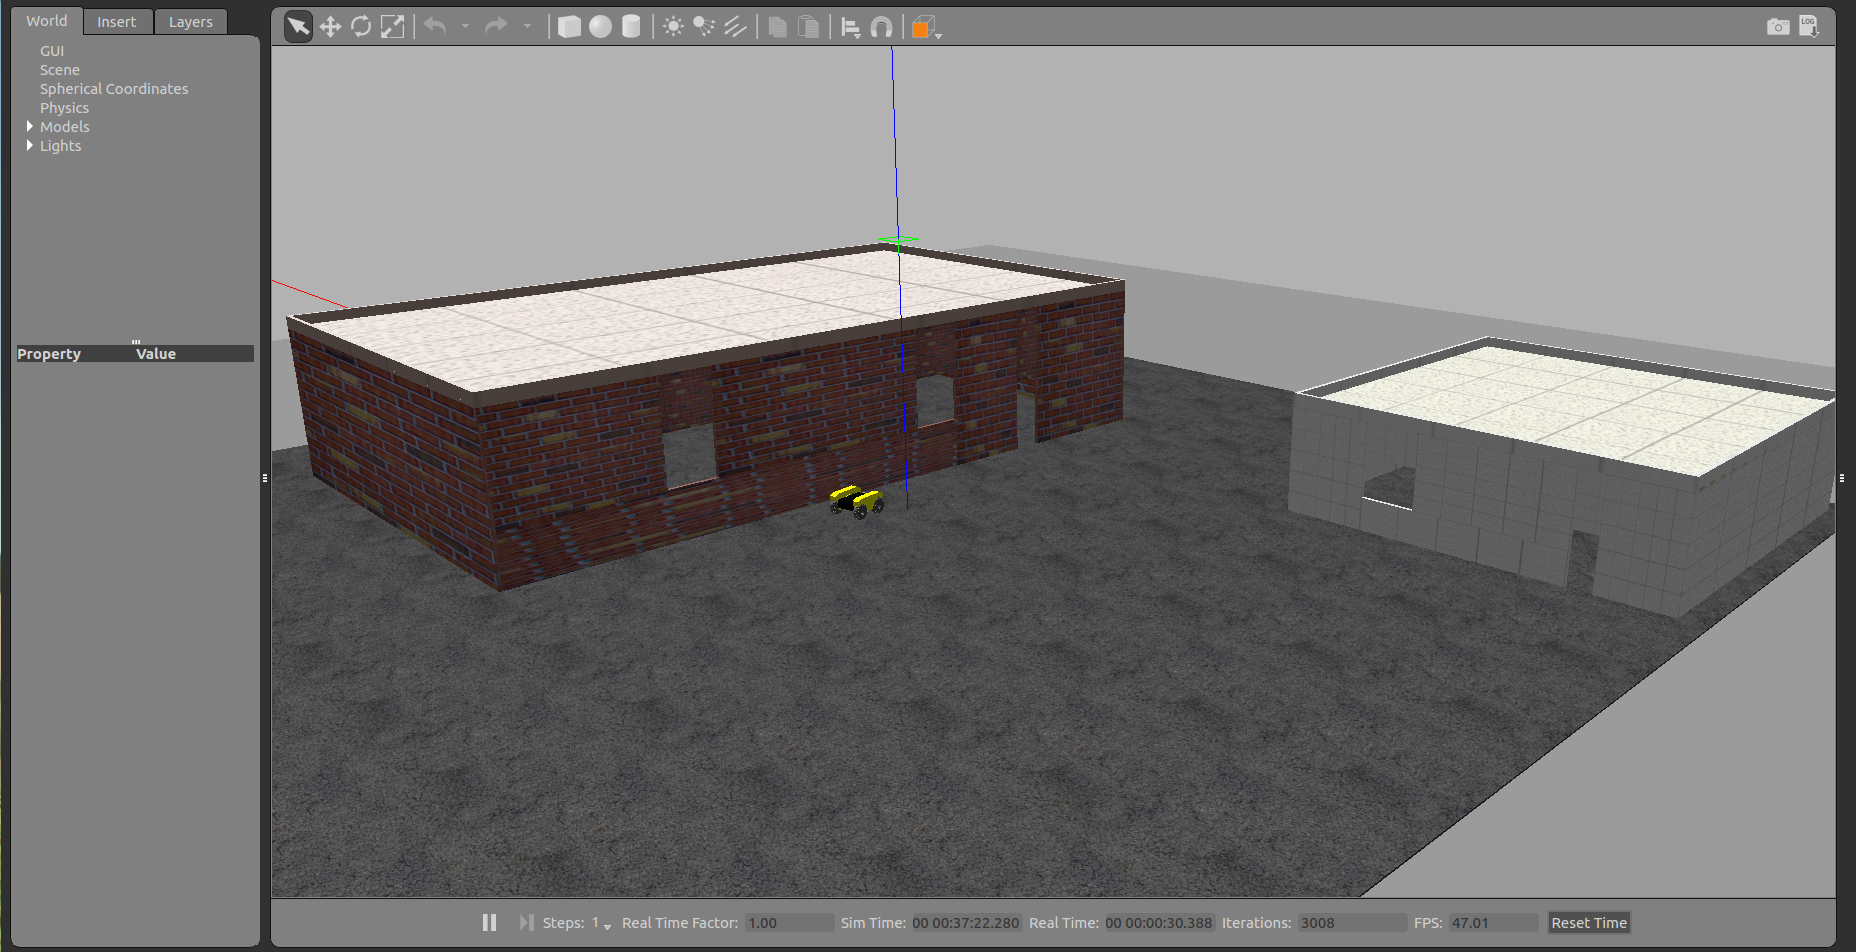 World Insert Layers
GUI
Scene
Spherical Coordinates
Physics
Models
Lights
Property Value
LOG
Steps: 1 Real Time Factor: 1.00 Sim Time: 00 00:37:22.280 Real Time: 00 00:00:30.388 Iterations: 3008 FPS: 47.01 Reset Time